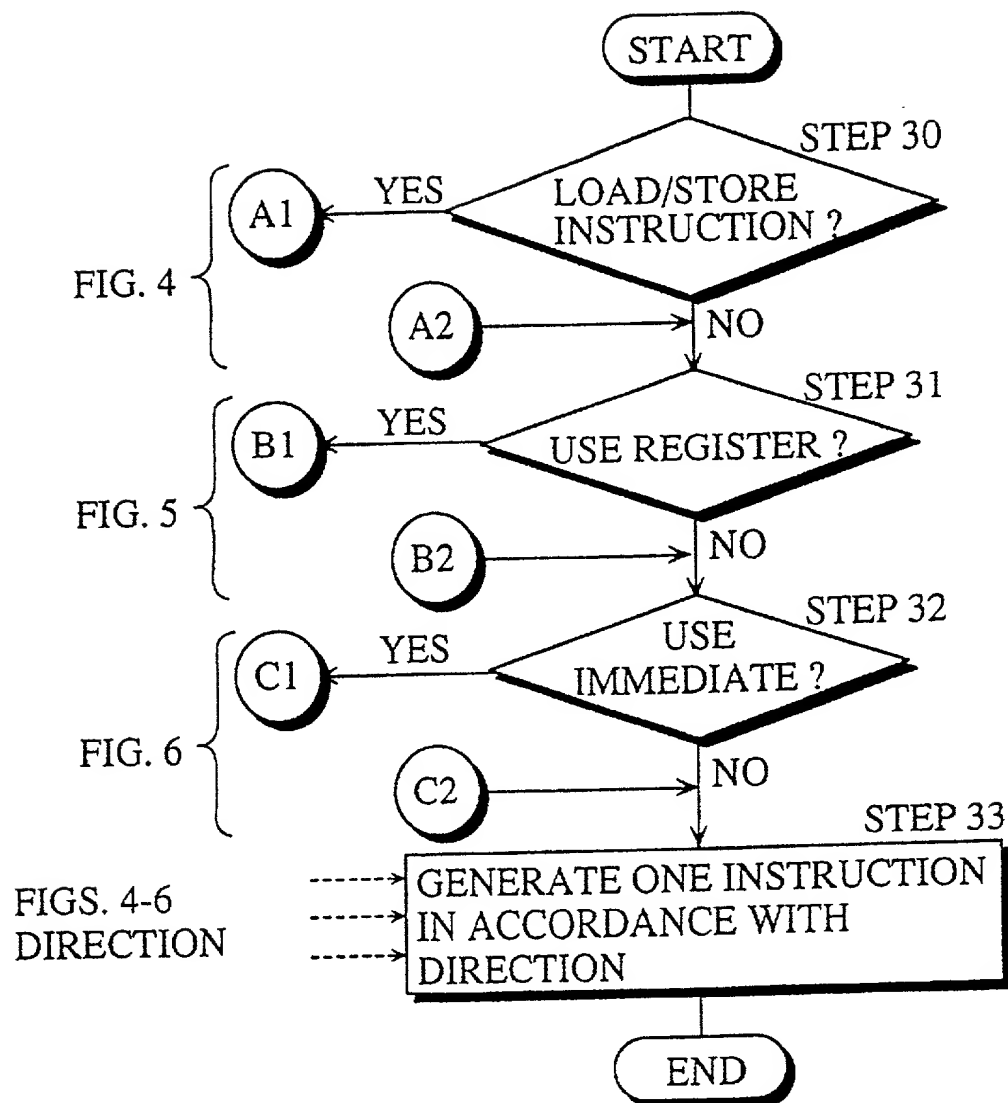 START
STEP 30
LOAD/STORE
INSTRUCTION ?
YES
A1
FIG. 4
A2
NO
STEP 31
USE REGISTER ?
YES
B1
FIG. 5
B2
NO
STEP 32
USE
IMMEDIATE ?
YES
C1
FIG. 6
C2
NO
STEP 33
FIGS. 4-6
DIRECTION
GENERATE ONE INSTRUCTION
IN ACCORDANCE WITH
DIRECTION
END